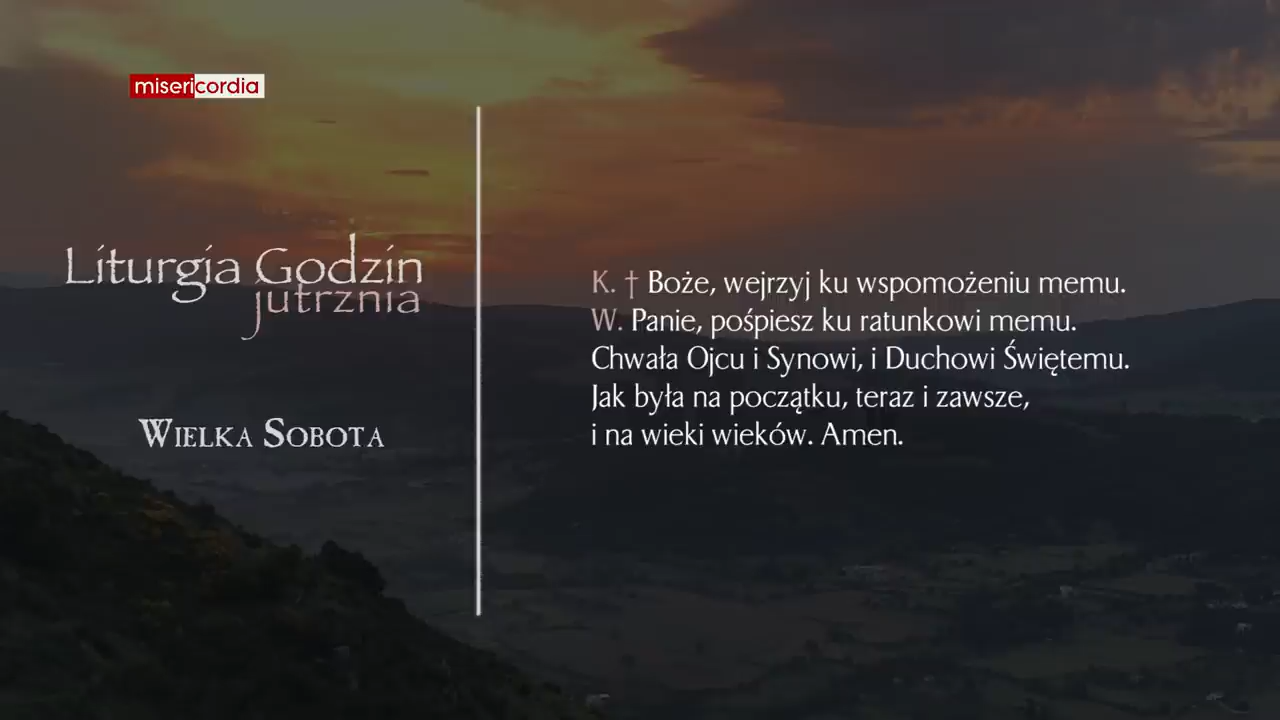 misericordia
Liturgia Godzin
jutrznia
Wielka Sobota
K. † Boże, wejrzyj ku wspomożeniu memu.
W. Panie, pośpiesz ku ratunkowi memu.
Chwała Ojcu i Synowi, i Duchowi Świętemu.
Jak była na początku, teraz i zawsze,
i na wieki wieków. Amen.